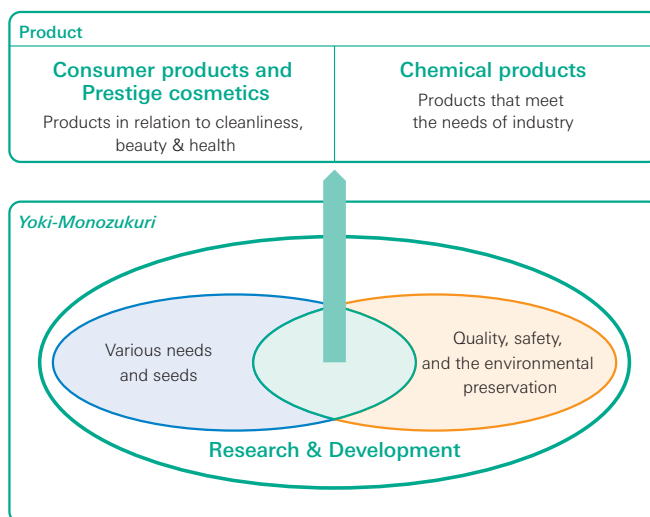 Product
Consumer products and
Prestige cosmetics
Products in relation to cleanliness,
beauty & health
Chemical products
Products that meet
the needs of industry
Yoki-Monozukuri
Various needs
and seeds
Quality, safety,
and the environmental
preservation
Research & Development